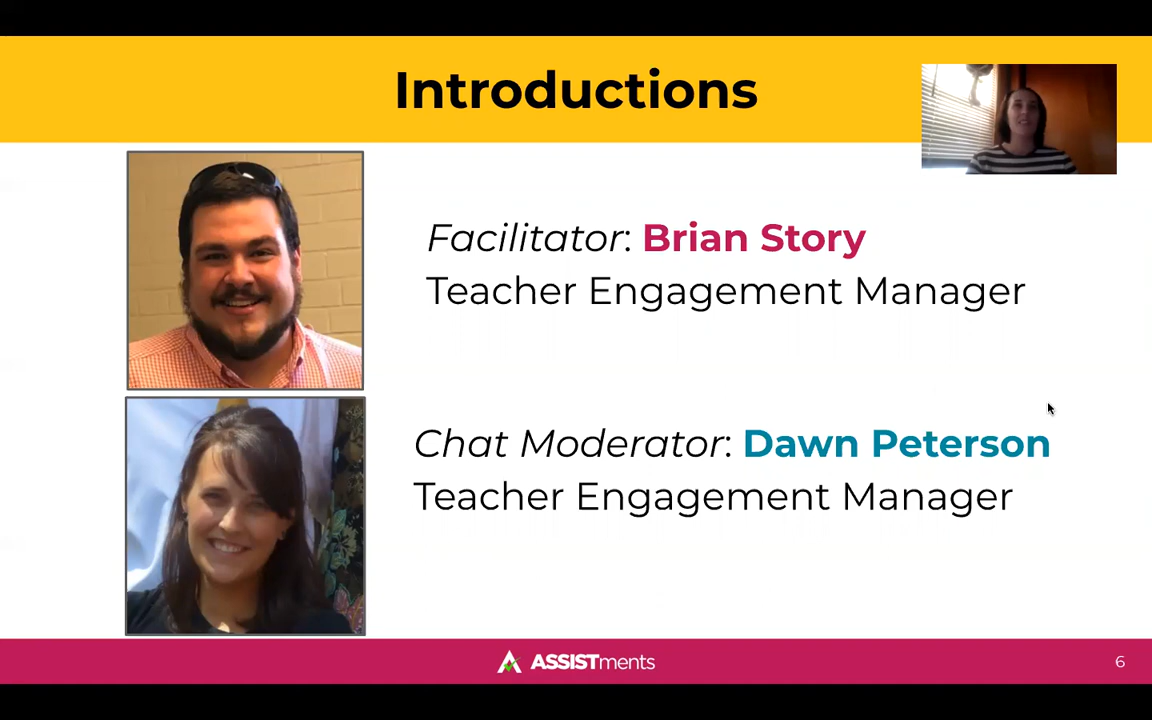 Introductions
Facilitator: Brian Story
Teacher Engagement Manager
Chat Moderator: Dawn Peterson
Teacher Engagement Manager
ASSISTments
6